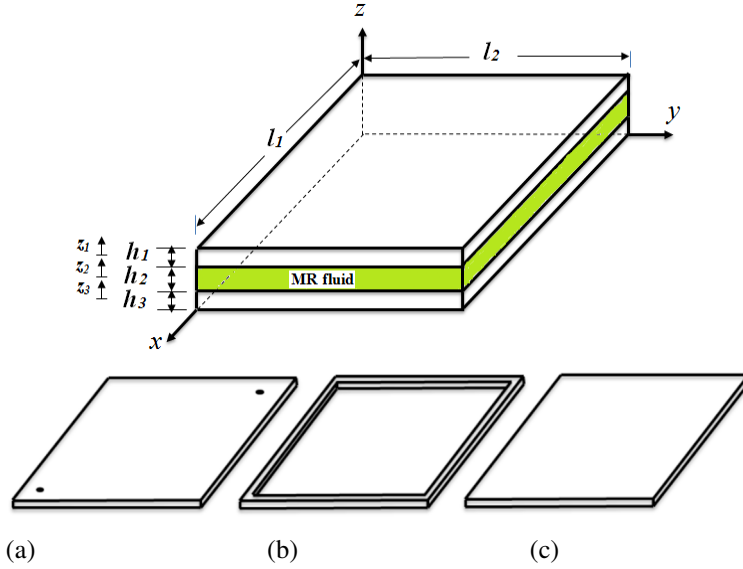 z
l₂
y
l₁
z₁
h₁
z₂
h₂
MR fluid
z₃
h₃
x
(a) (b) (c)